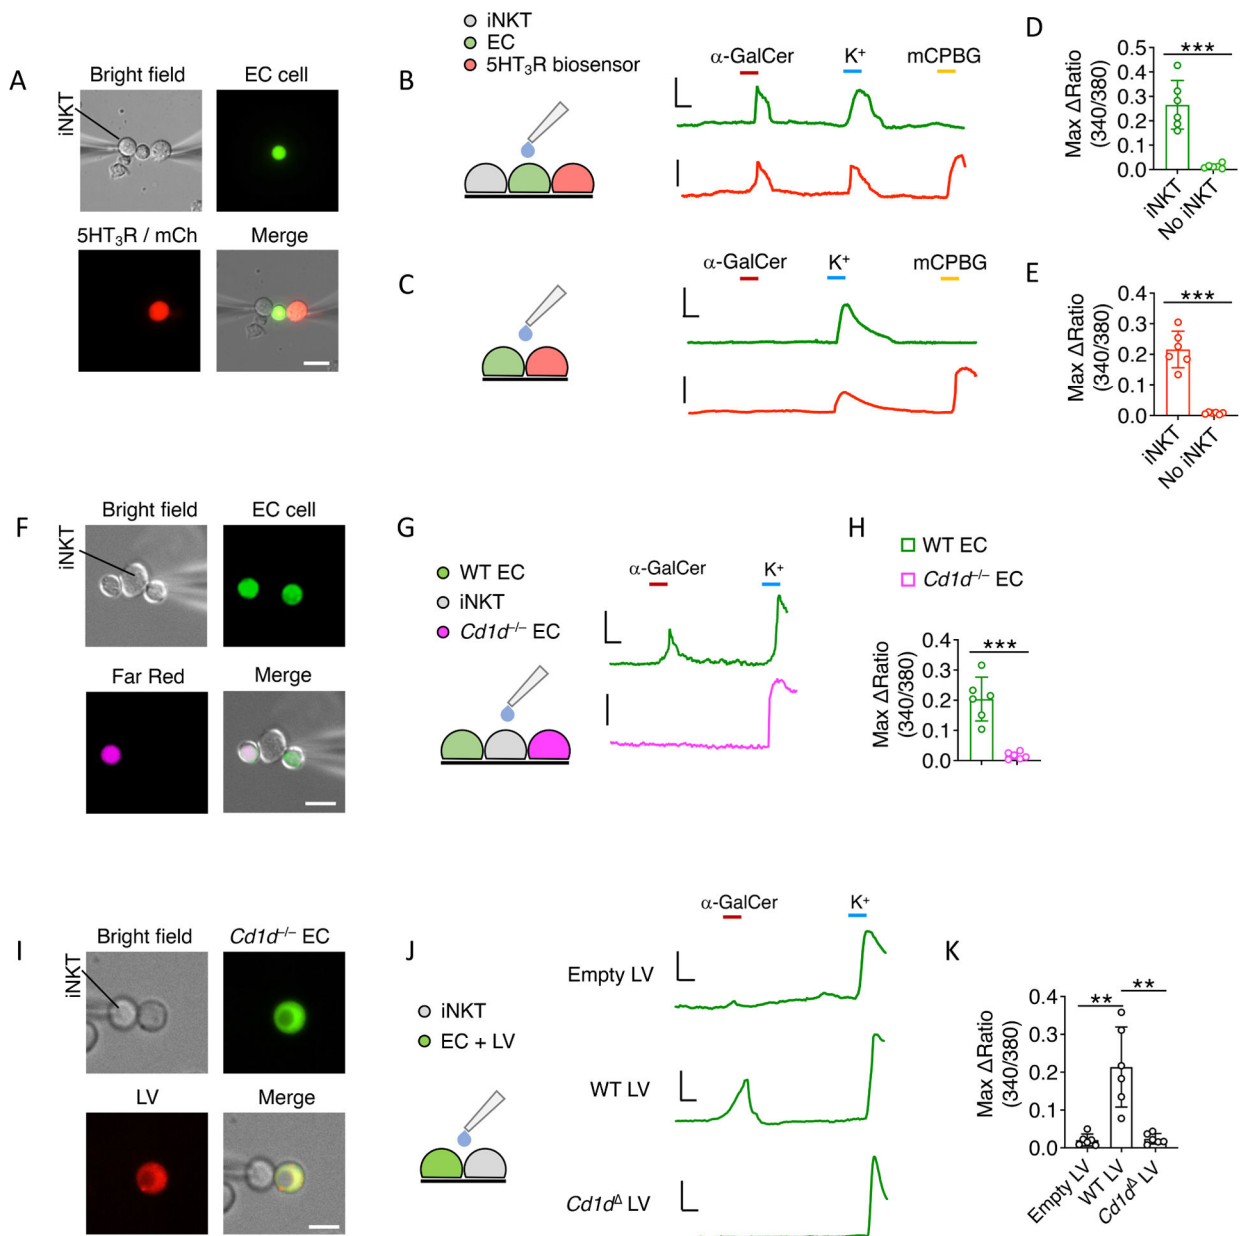 A
Bright field
EC cell
iNKT
5HT₃R / mCh
Merge
iNKT
EC
5HT₃R biosensor
B
α-GalCer
K⁺
mCPBG
C
α-GalCer
K⁺
mCPBG
D
***
Max ΔRatio
(340/380)
0.5
0.4
0.3
0.2
0.1
0.0
iNKT
No iNKT
E
***
Max ΔRatio
(340/380)
0.4
0.3
0.2
0.1
0.0
iNKT
No iNKT
F
Bright field
EC cell
iNKT
Far Red
Merge
G
WT EC
iNKT
Cd1d⁻/⁻ EC
α-GalCer
K⁺
H
WT EC
Cd1d⁻/⁻ EC
***
Max ΔRatio
(340/380)
0.4
0.3
0.2
0.1
0.0
I
Bright field
Cd1d⁻/⁻ EC
iNKT
LV
Merge
J
iNKT
EC + LV
α-GalCer
K⁺
Empty LV
WT LV
Cd1dᐞ LV
K
**
**
Max ΔRatio
(340/380)
0.4
0.3
0.2
0.1
0.0
Empty LV
WT LV
Cd1dᐞ LV